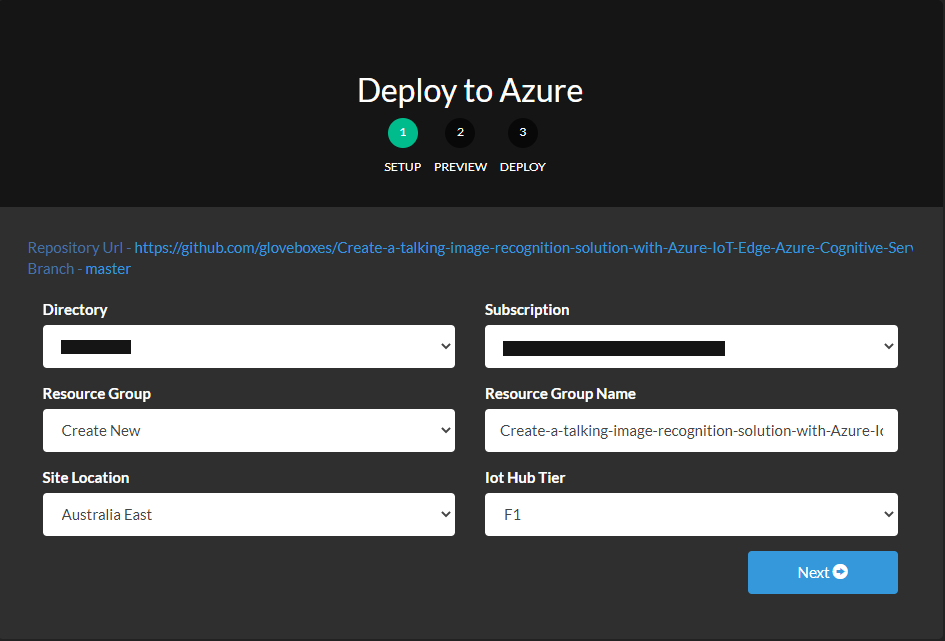 Deploy to Azure
1 2 3
SETUP PREVIEW DEPLOY
Repository Url - https://github.com/gloveboxes/Create-a-talking-image-recognition-solution-with-Azure-IoT-Edge-Azure-Cognitive-Serv
Branch - master
Directory Subscription
Resource Group Resource Group Name
Create New Create-a-talking-image-recognition-solution-with-Azure-Ic
Site Location Iot Hub Tier
Australia East F1
Next